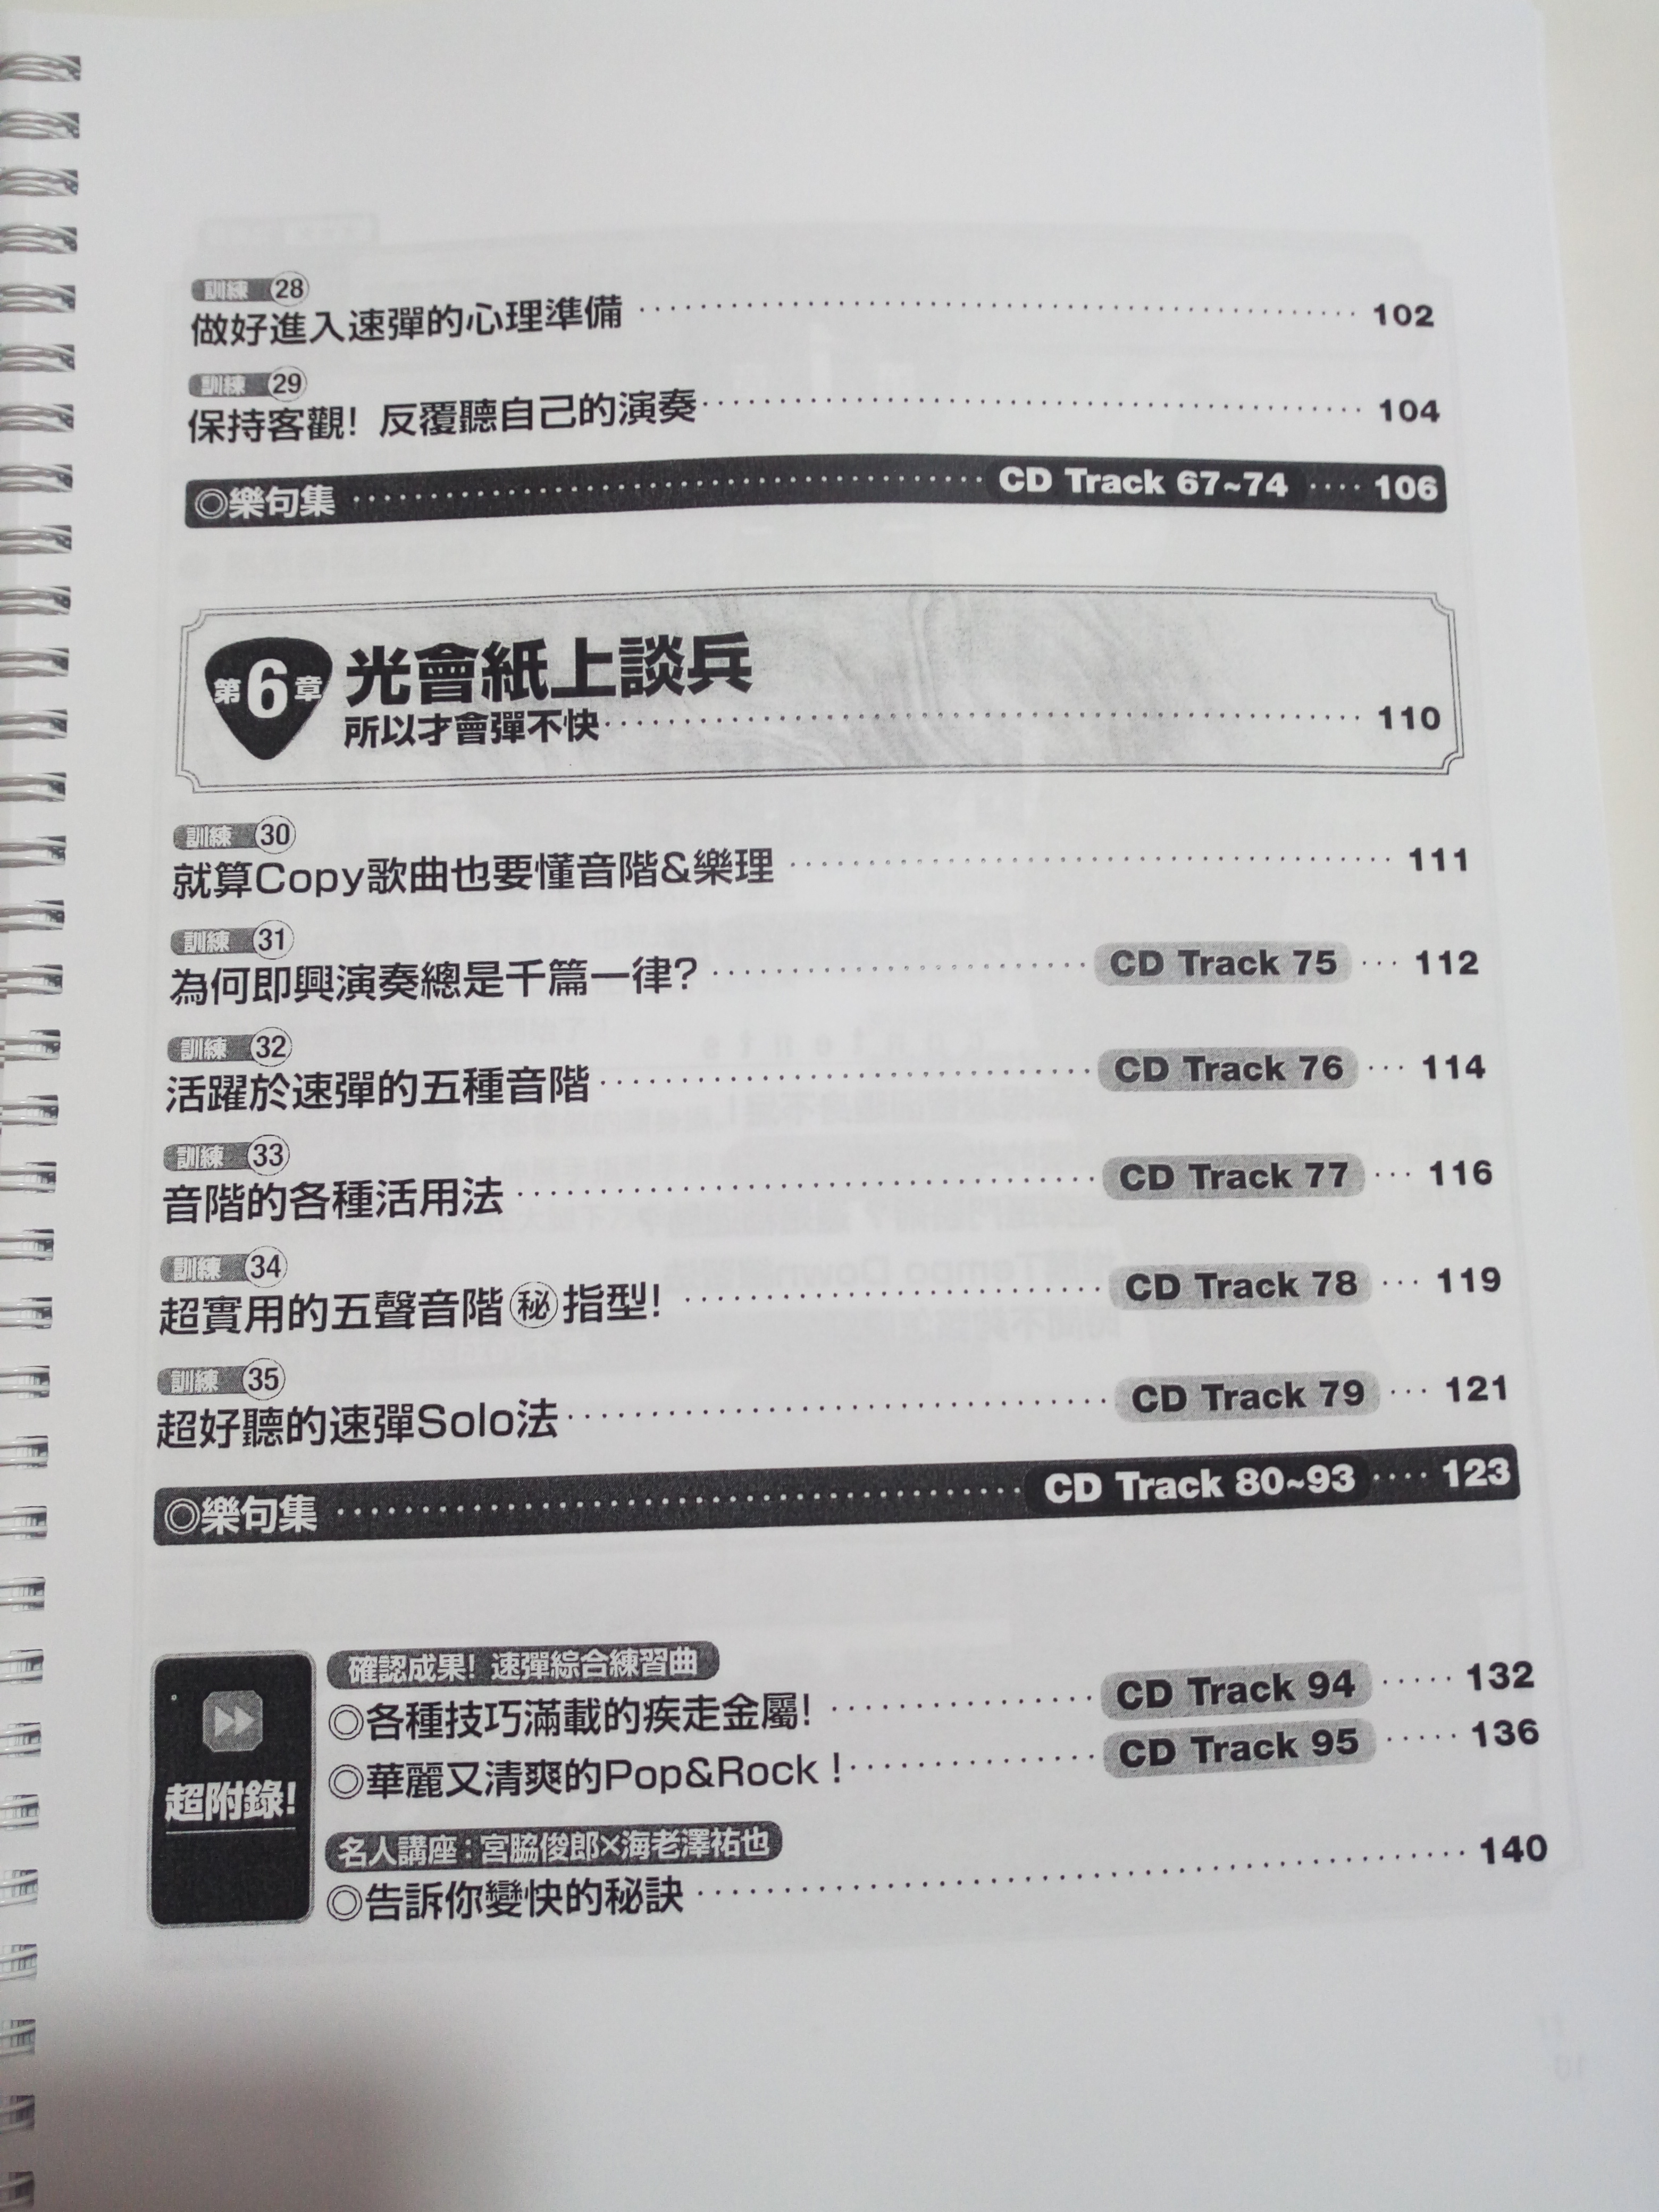 訓練 28
做好進入速彈的心理準備 102
訓練 29
保持客觀! 反覆聽自己的演奏 104
◎樂句集 CD Track 67~74 106
第6章 光會紙上談兵
所以才會彈不快 110
訓練 30
就算Copy歌曲也要懂音階&樂理 111
訓練 31
為何即興演奏總是千篇一律? CD Track 75 112
訓練 32
活躍於速彈的五種音階 CD Track 76 114
訓練 33
音階的各種活用法 CD Track 77 116
訓練 34
超實用的五聲音階㊙指型! CD Track 78 119
訓練 35
超好聽的速彈Solo法 CD Track 79 121
◎樂句集 CD Track 80~93 123
超附錄!
確認成果! 速彈綜合練習曲
◎各種技巧滿載的疾走金屬! CD Track 94 132
◎華麗又清爽的Pop&Rock! CD Track 95 136
名人講座:宮脇俊郎×海老澤祐也
◎告訴你變快的秘訣 140